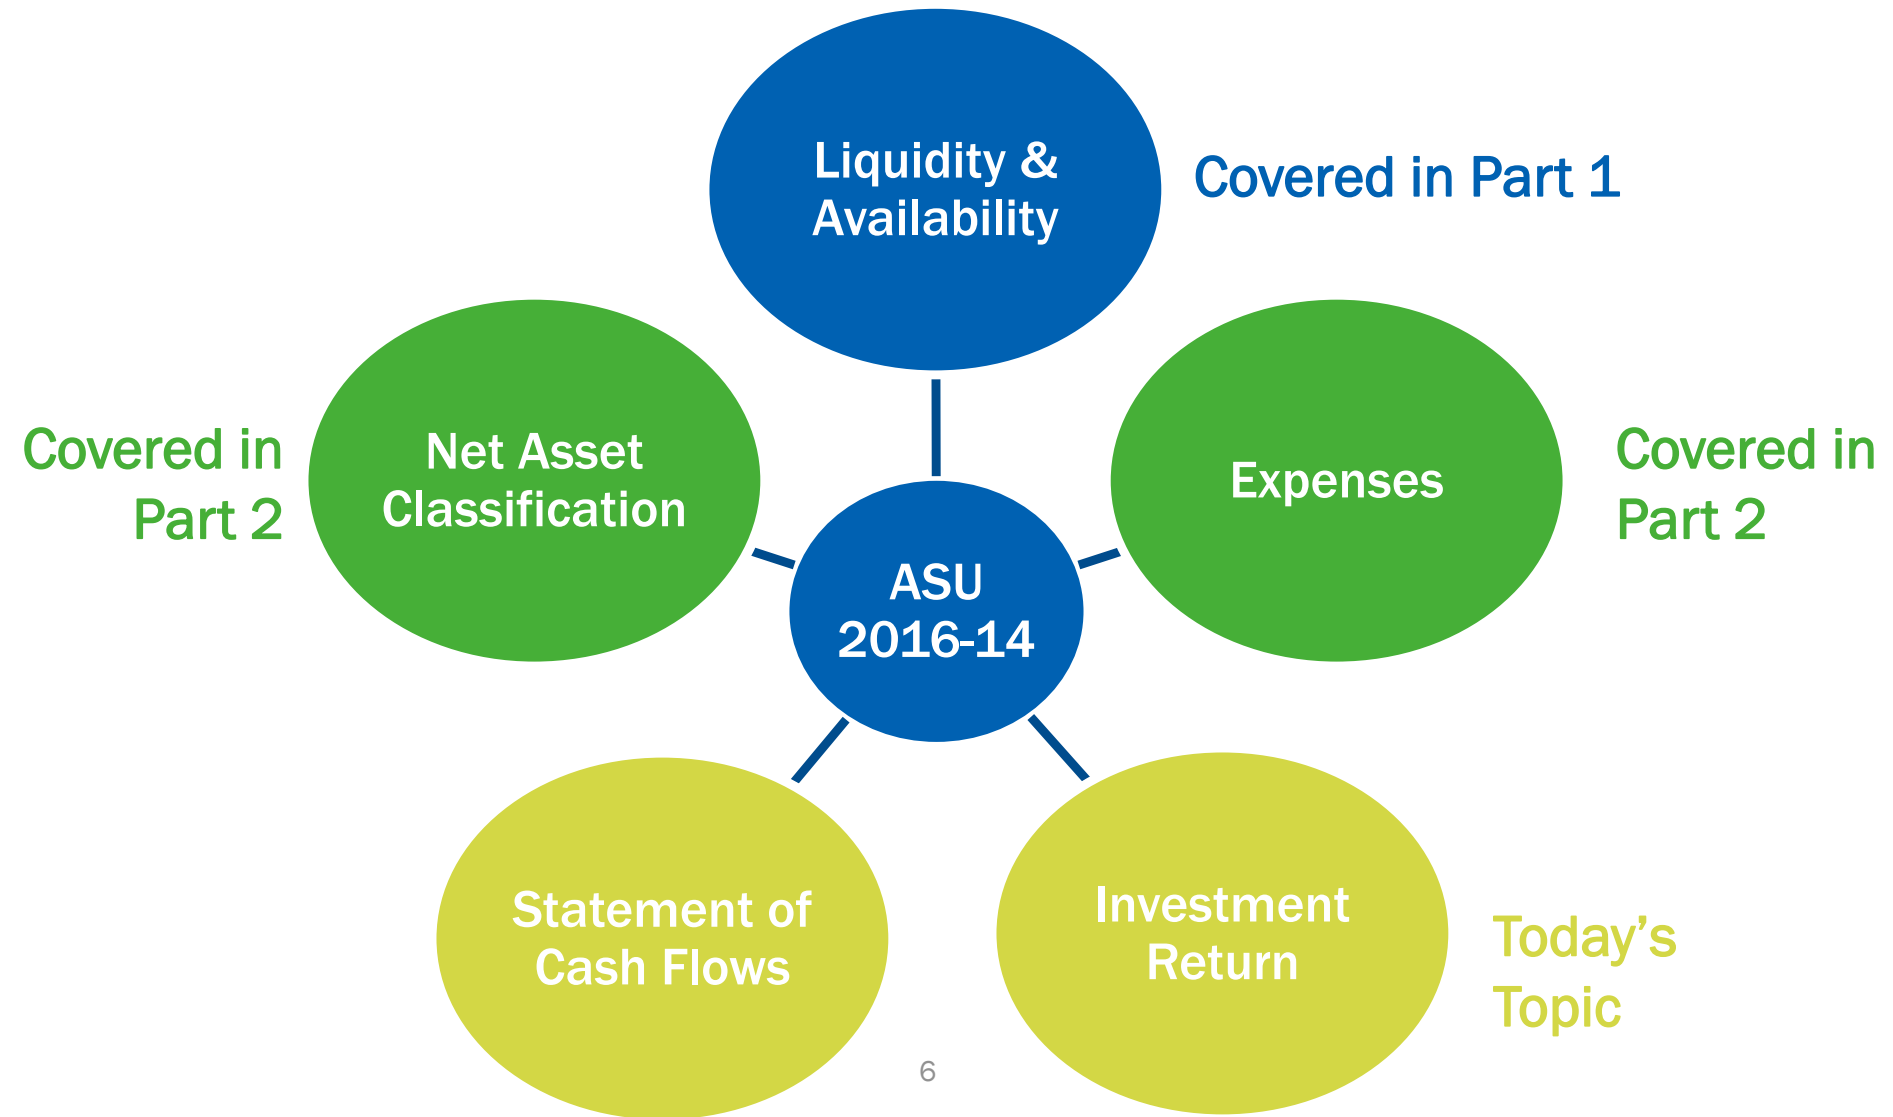 Liquidity &
Availability
Covered in Part 1
Covered in
Part 2
Net Asset
Classification
Expenses
Covered in
Part 2
ASU
2016-14
Statement of
Cash Flows
Investment
Return
Today’s
Topic
6